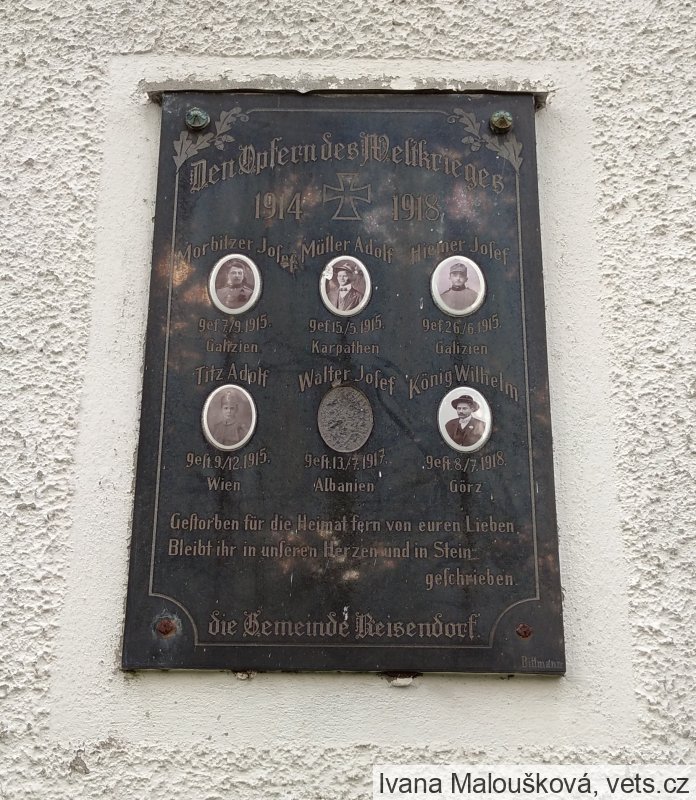 Den Opfern des Weltkrieges
1914 1918
Morbitzer Josef Müller Adolf Hiemer Josef
gef. 7/9.1915. gef. 15/5.1915. gef. 26/6.1915.
Galizien Karpathen Galizien
Titz Adolf Walter Josef König Wilhelm
gest. 9/12.1915. gest. 13/7.1917. gest. 8/7.1918.
Wien Albanien Görz
Gestorben für die Heimat fern von euren Lieben,
Bleibt ihr in unseren Herzen und in Stein
geschrieben.
die Gemeinde Reisendorf.
Ivana Maloušková, vets.cz